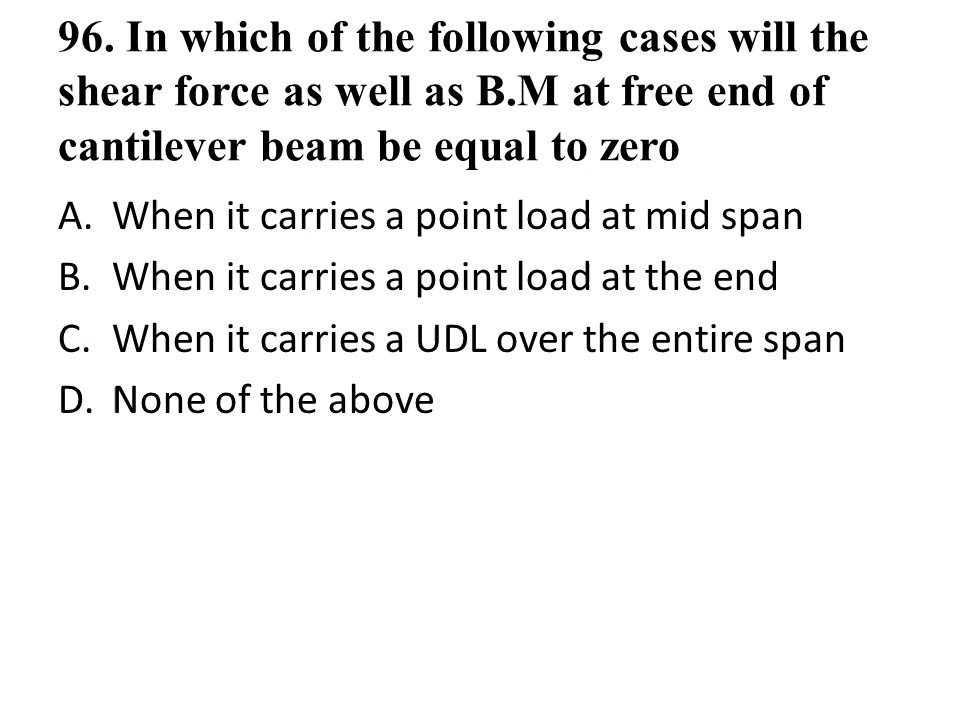 96. In which of the following cases will the
shear force as well as B.M at free end of
cantilever beam be equal to zero
A. When it carries a point load at mid span
B. When it carries a point load at the end
C. When it carries a UDL over the entire span
D. None of the above